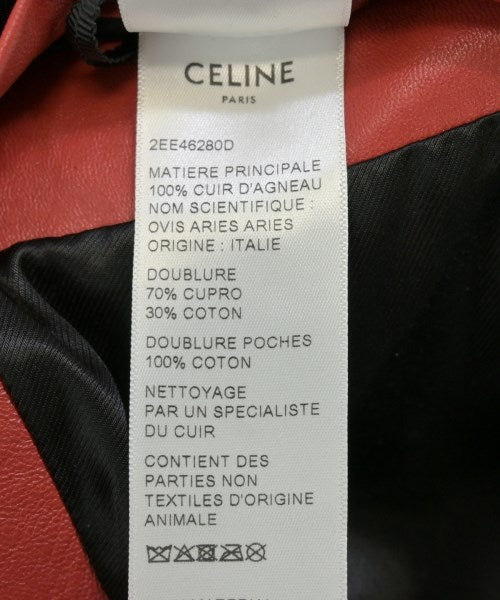 CELINE
PARIS
2EE46280D
MATIERE PRINCIPALE
100% CUIR D'AGNEAU
NOM SCIENTIFIQUE :
OVIS ARIES ARIES
ORIGINE : ITALIE
DOUBLURE
70% CUPRO
30% COTON
DOUBLURE POCHES
100% COTON
NETTOYAGE
PAR UN SPECIALISTE
DU CUIR
CONTIENT DES
PARTIES NON
TEXTILES D'ORIGINE
ANIMALE